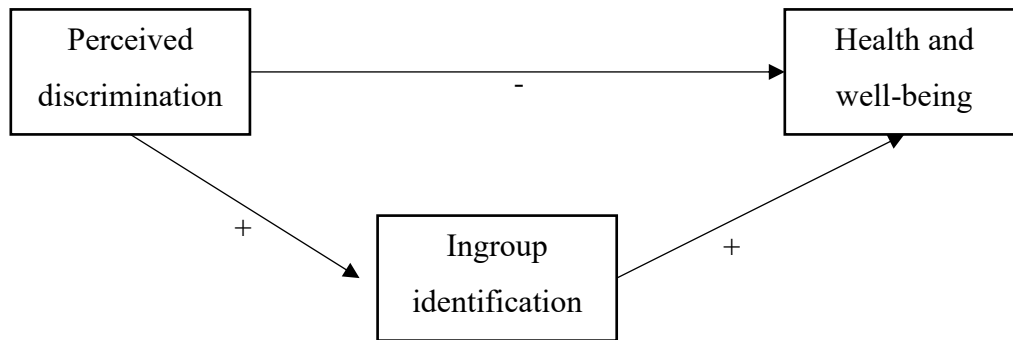 Perceived
discrimination
Health and
well-being
-
+
+
Ingroup
identification